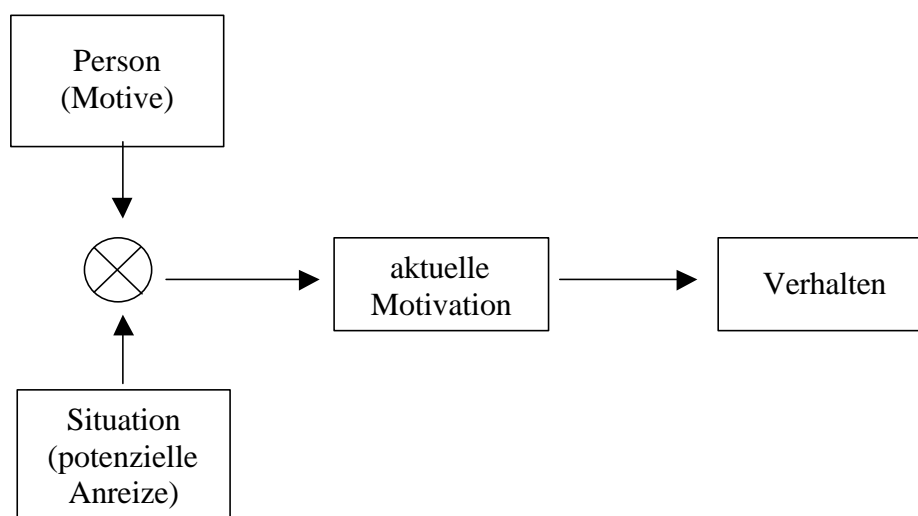 Person
(Motive)
aktuelle
Motivation
Verhalten
Situation
(potenzielle
Anreize)